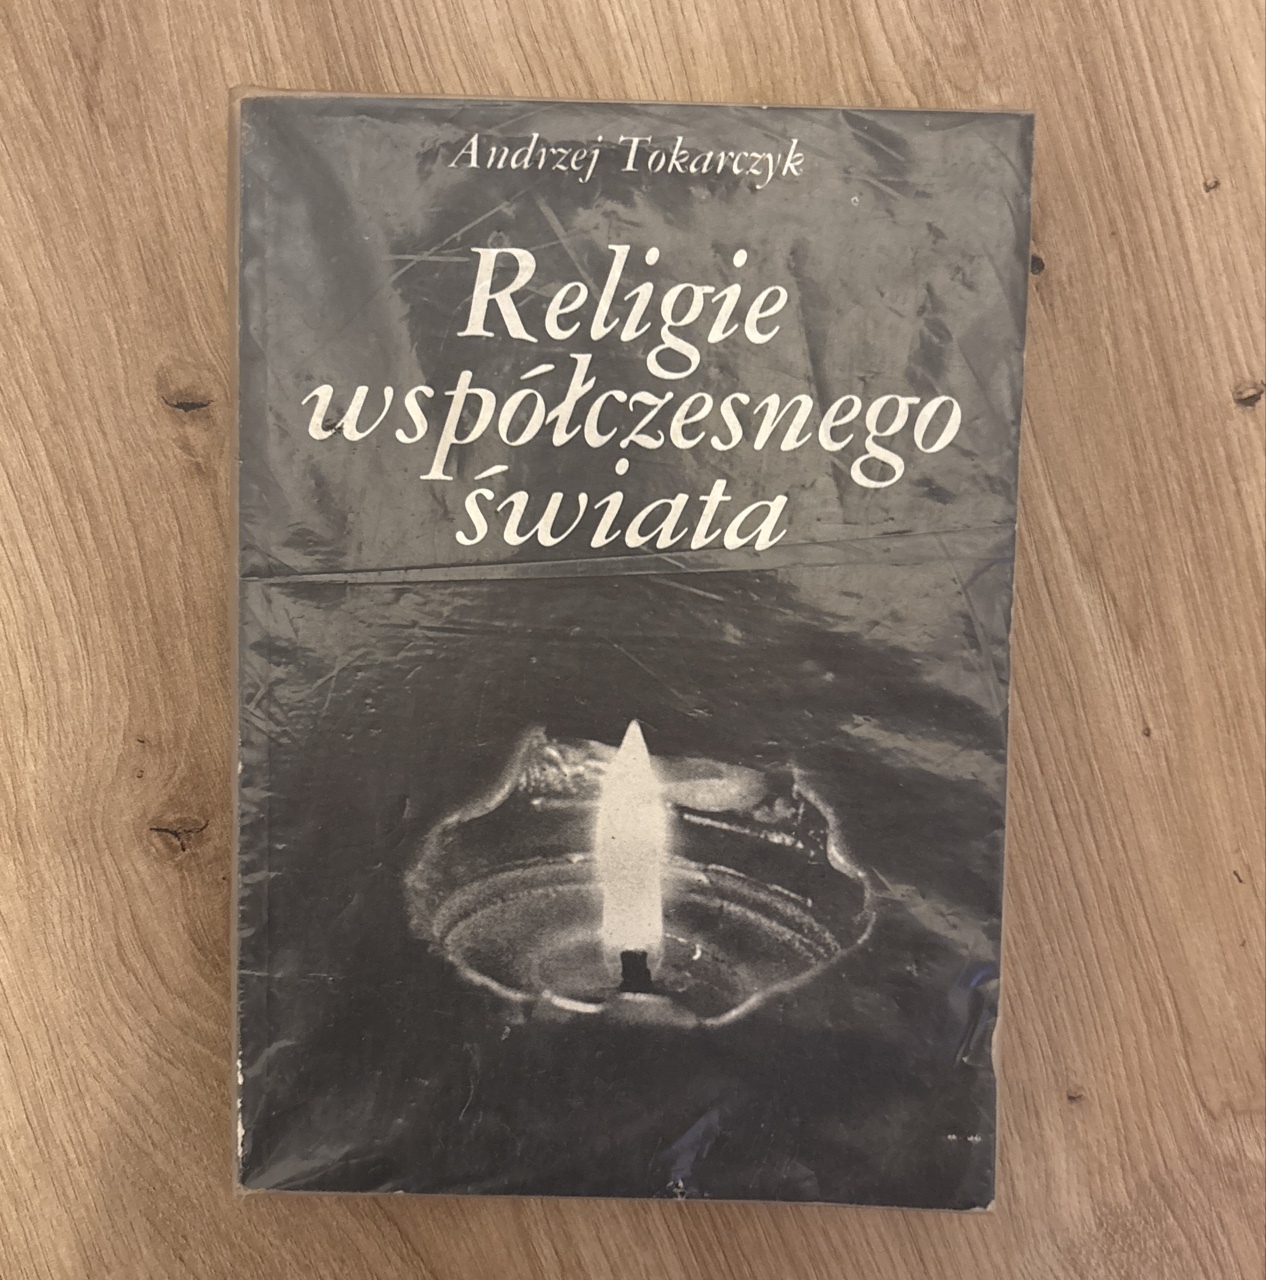 Andrzej Tokarczyk
Religie
współczesnego
świata